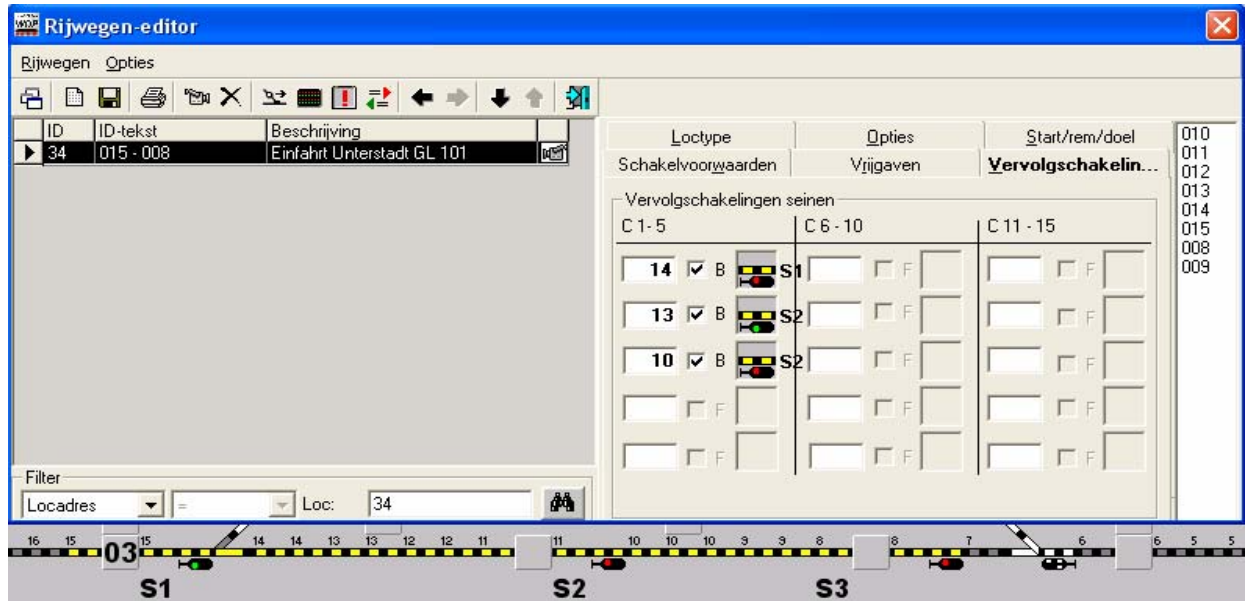 Rijwegen-editor
Rijwegen Opties
ID ID-tekst Beschrijving
34 015 - 008 Einfahrt Unterstadt GL 101
Loctype Opties Start/rem/doel
Schakelvoorwaarden Vrijgaven Vervolgschakelin...
Vervolgschakelingen seinen
C 1- 5 C 6 - 10 C 11 - 15
14 B S1 F F
13 B S2 F F
10 B S2 F F
F F F
F F F
010
011
012
013
014
015
008
009
Filter
Locadres = Loc: 34
16 15 03 15 14 14 13 13 12 12 11 11 10 10 10 9 9 8 8 7 6 6 5 5
S1 S2 S3